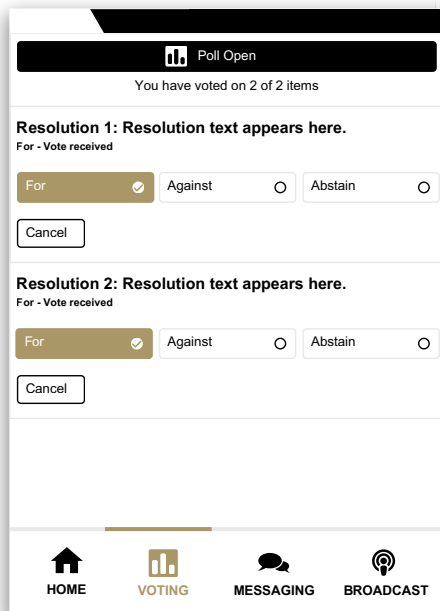 Poll Open
You have voted on 2 of 2 items
Resolution 1: Resolution text appears here.
For - Vote received
For Against Abstain
Cancel
Resolution 2: Resolution text appears here.
For - Vote received
For Against Abstain
Cancel
HOME VOTING MESSAGING BROADCAST